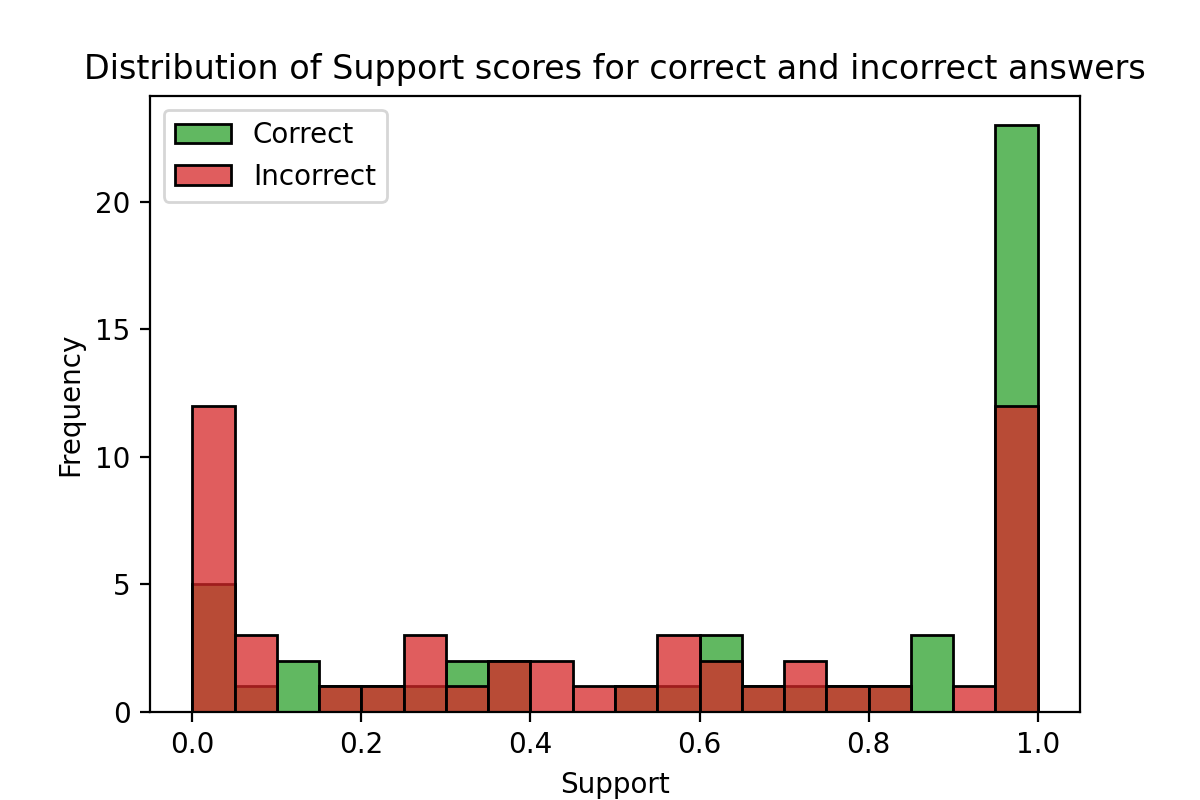 Distribution of Support scores for correct and incorrect answers
Correct
Incorrect
Frequency
20
15
10
5
0
0.0 0.2 0.4 0.6 0.8 1.0
Support